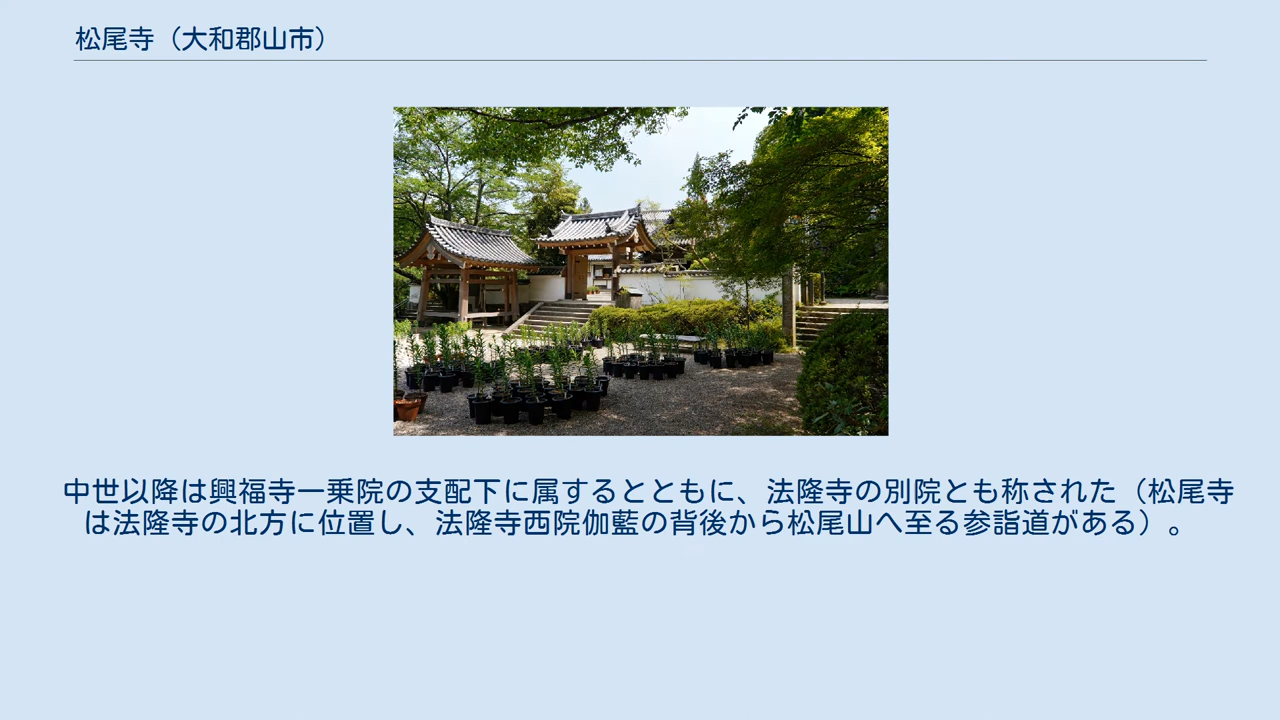 松尾寺（大和郡山市）
中世以降は興福寺一乗院の支配下に属するとともに、法隆寺の別院とも称された（松尾寺
は法隆寺の北方に位置し、法隆寺西院伽藍の背後から松尾山へ至る参詣道がある）。